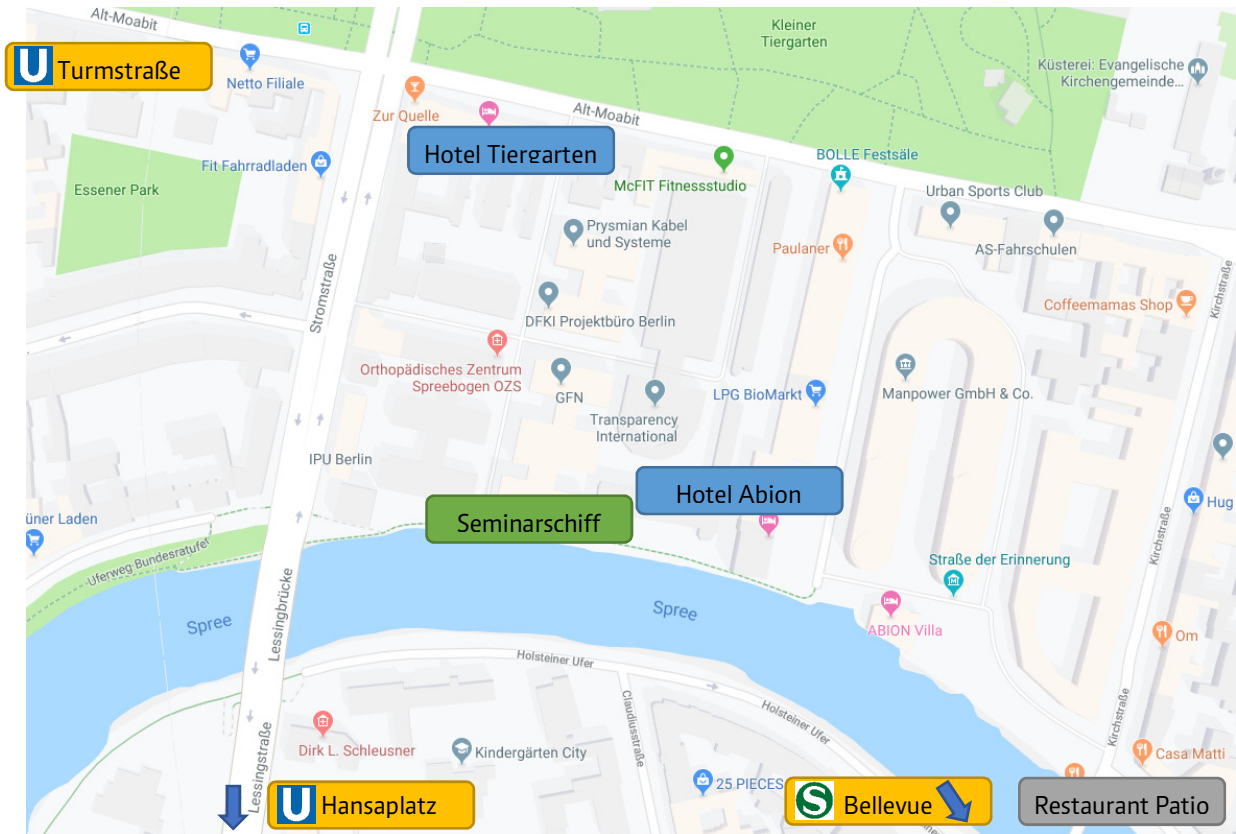 Alt-Moabit
Kleiner
Tiergarten
U Turmstraße
Netto Filiale
Küsterei: Evangelische
Kirchengemeinde...
Zur Quelle
Alt-Moabit
Hotel Tiergarten
Fit Fahrradladen
BOLLE Festsäle
McFIT Fitnessstudio
Essener Park
Urban Sports Club
Prysmian Kabel
und Systeme
Paulaner
AS-Fahrschulen
Stromstraße
Kirchstraße
Coffeemamas Shop
DFKI Projektbüro Berlin
Orthopädisches Zentrum
Spreebogen OZS
GFN
LPG BioMarkt
Manpower GmbH & Co.
Transparency
International
IPU Berlin
Hotel Abion
Seminarschiff
Hug
üner Laden
Kirchstraße
Uferweg Bundesratufer
Straße der Erinnerung
Lessingbrücke
Spree
Spree
ABION Villa
Om
Holsteiner Ufer
Claudiusstraße
Holsteiner Ufer
Kirchstraße
Lessingstraße
Dirk L. Schleusner
Kindergärten City
Casa Matti
25 PIECES
U Hansaplatz
S Bellevue
Restaurant Patio